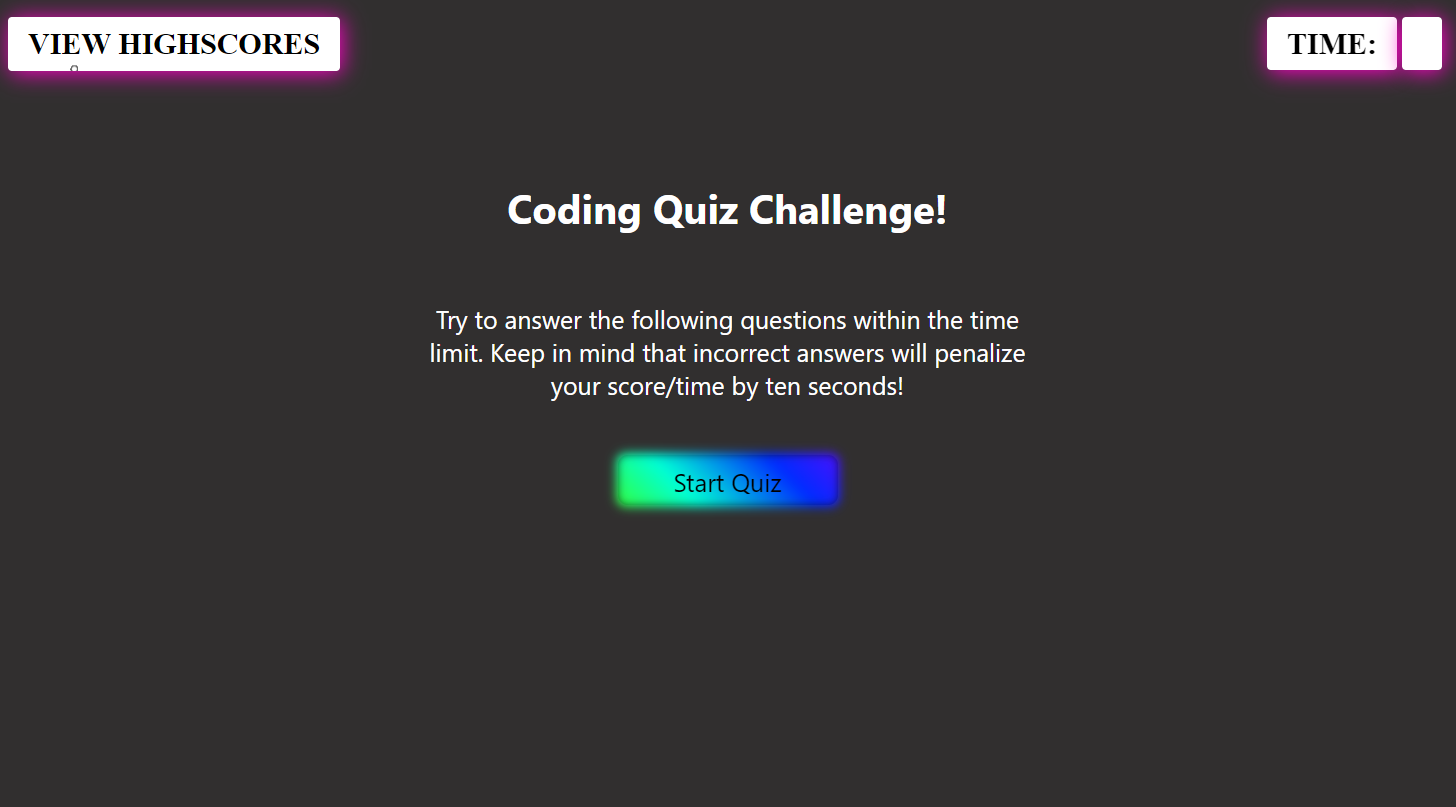 VIEW HIGHSCORES
TIME:
Coding Quiz Challenge!
Try to answer the following questions within the time
limit. Keep in mind that incorrect answers will penalize
your score/time by ten seconds!
Start Quiz